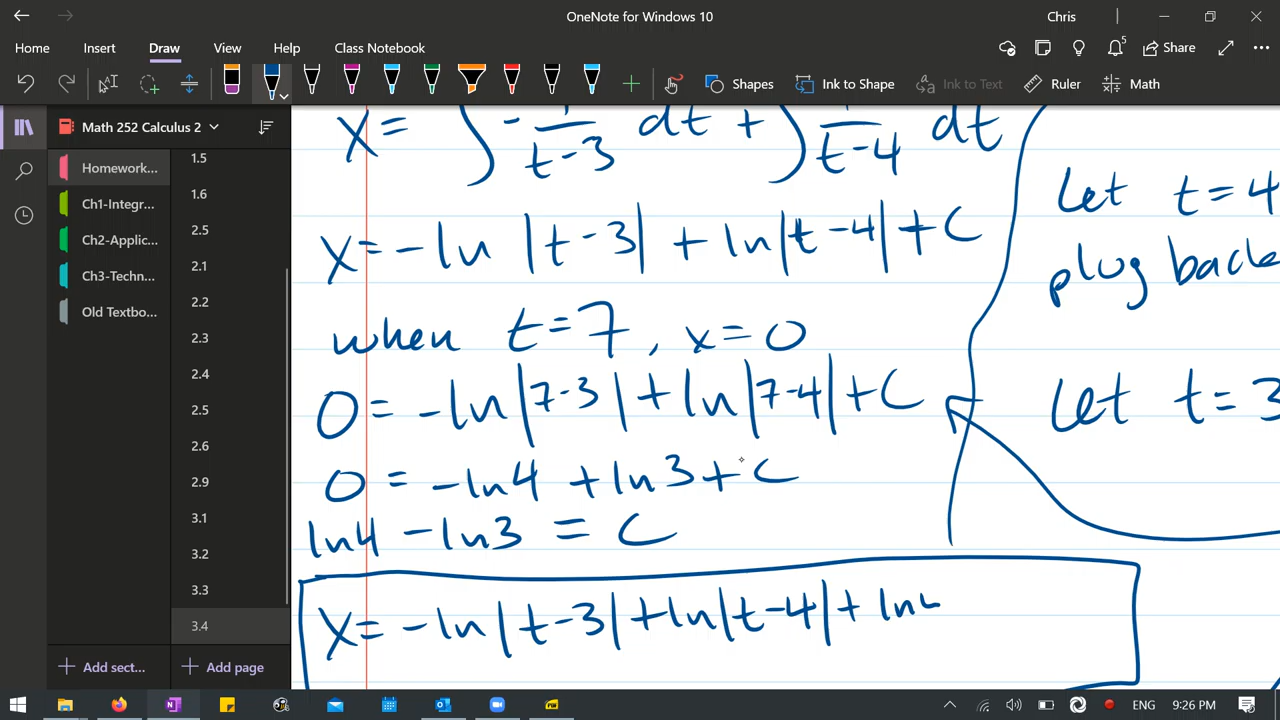 OneNote for Windows 10
Chris
Home Insert Draw View Help Class Notebook
5
Share
Shapes Ink to Shape Ink to Text Ruler Math
Math 252 Calculus 2
Homework...
Ch1-Integr...
Ch2-Applic...
Ch3-Techn...
Old Textbo...
1.5
1.6
2.5
2.1
2.2
2.3
2.4
2.5
2.6
2.9
3.1
3.2
3.3
3.4
Add sect...
Add page
x = ∫ - 1/(t-3) dt + ∫ 1/(t-4) dt
x = -ln |t-3| + ln|t-4| + C
when t=7, x=0
0 = -ln|7-3| + ln|7-4| + C
0 = -ln4 + ln3 + C
ln4 - ln3 = C
x = -ln|t-3| + ln|t-4| + ln
let t=4
plug back
let t=3
ENG 9:26 PM